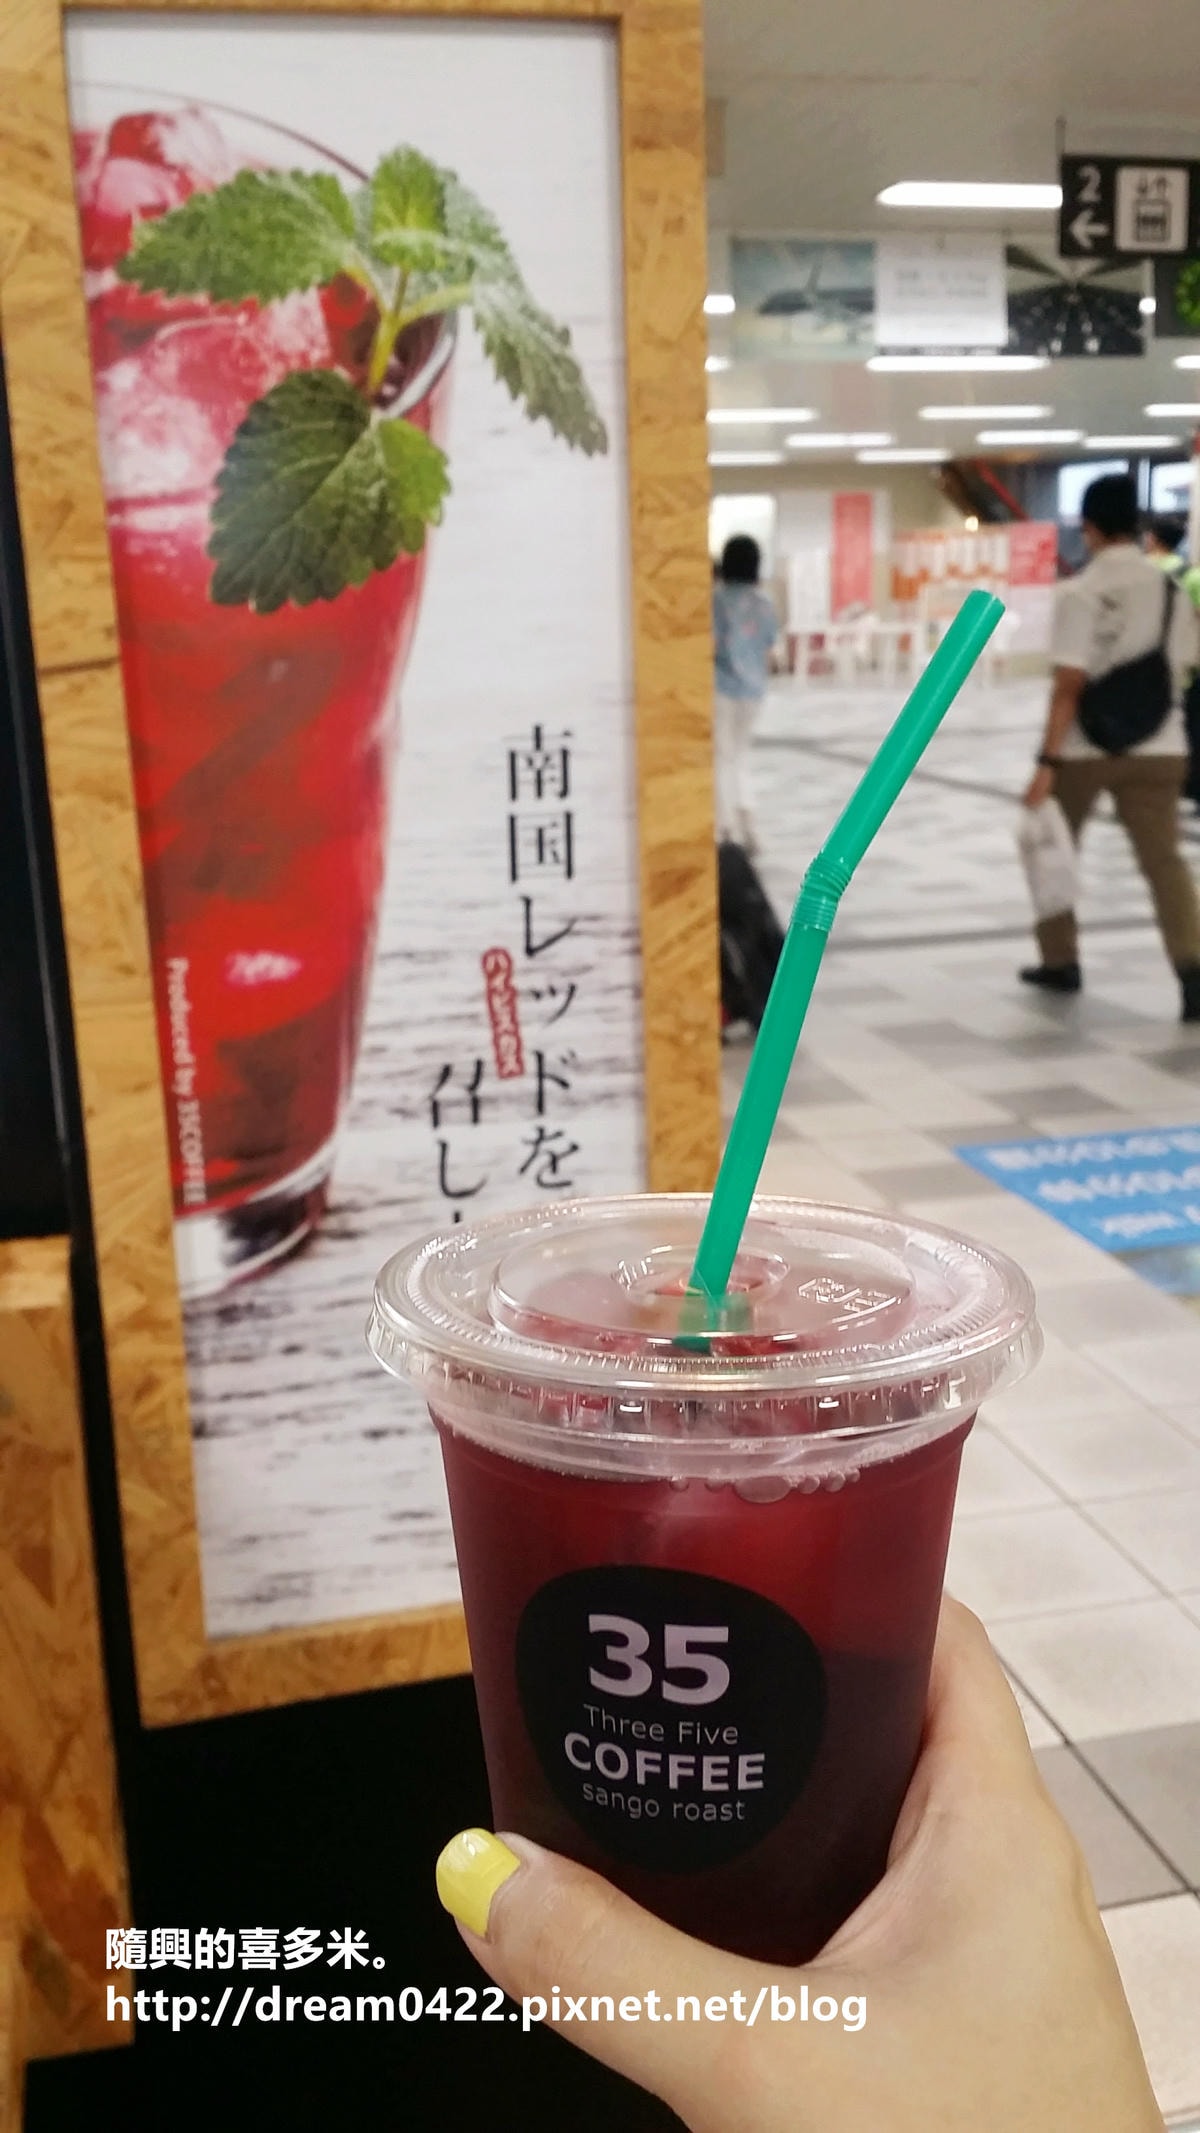 南国レッドを
ハイビスカス
召し
Produced by 35COFFEE
2
35
Three Five
COFFEE
sango roast
隨興的喜多米。
http://dream0422.pixnet.net/blog